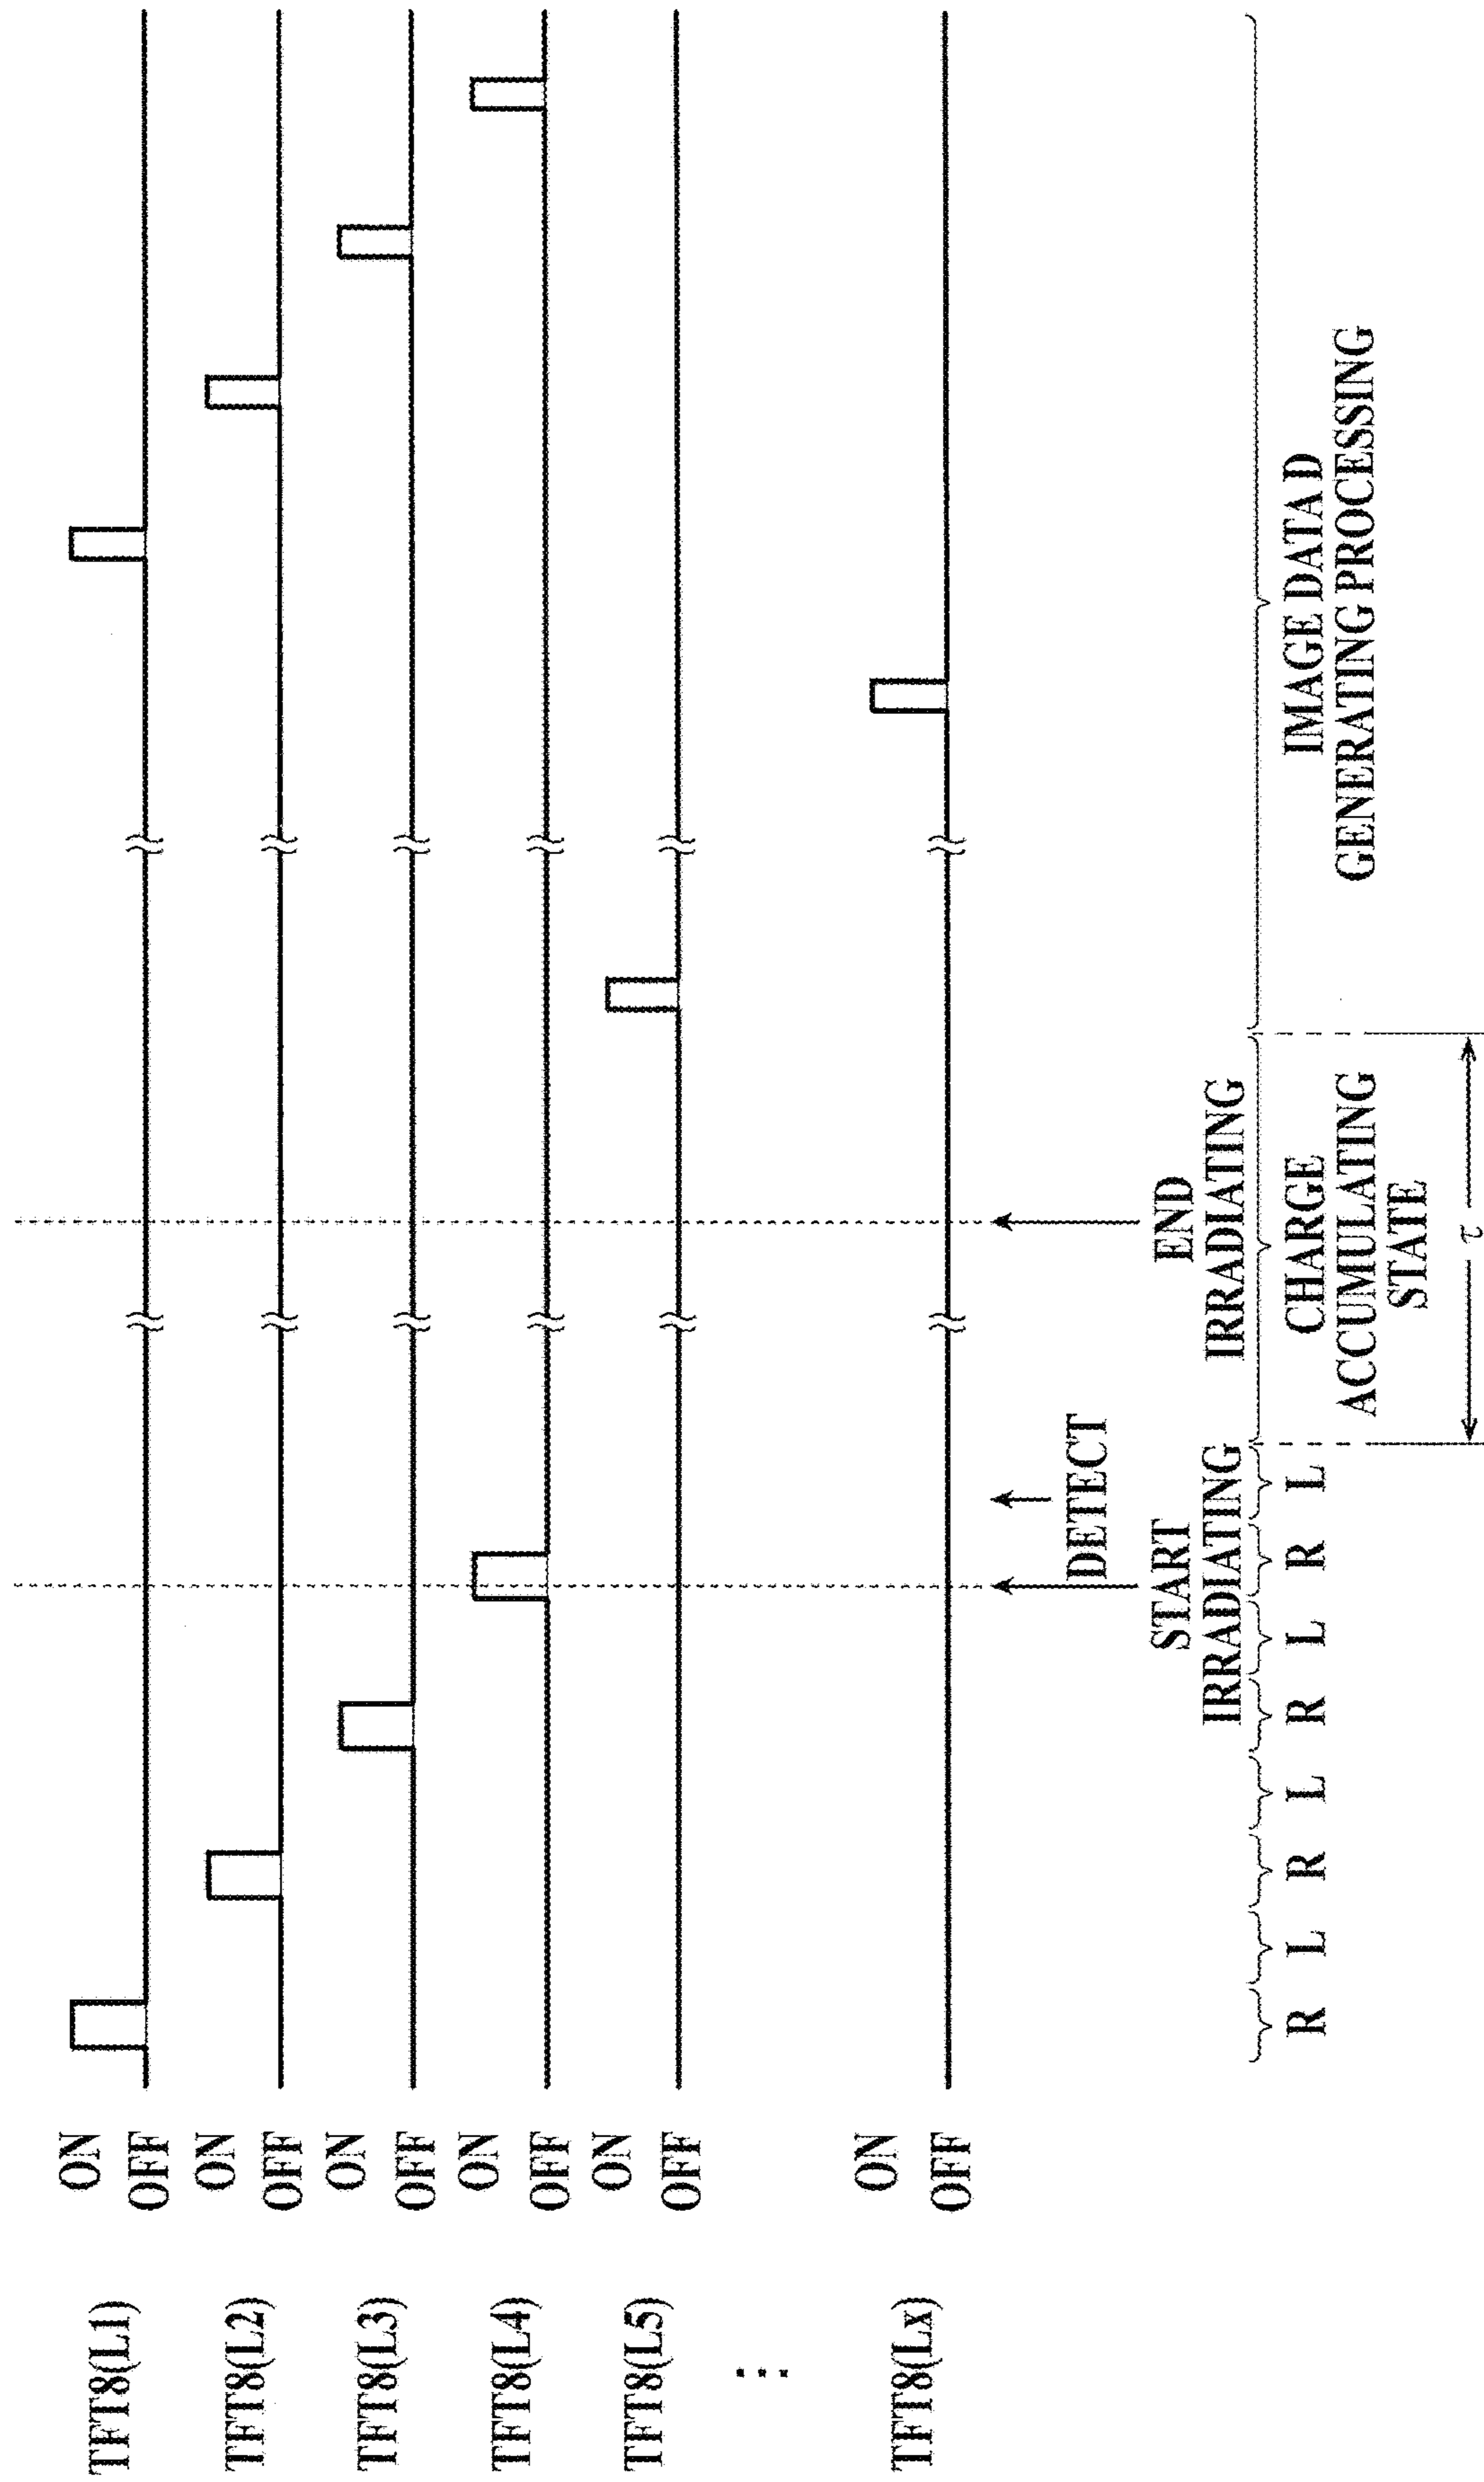 TFT8(L1)
ON
OFF
TFT8(L2)
ON
OFF
TFT8(L3)
ON
OFF
TFT8(L4)
ON
OFF
TFT8(L5)
ON
OFF
...
TFT8(Lx)
ON
OFF
DETECT
START
IRRADIATING
END
IRRADIATING
R L R L R L R L
CHARGE
ACCUMULATING
STATE
IMAGE DATA D
GENERATING PROCESSING
τ